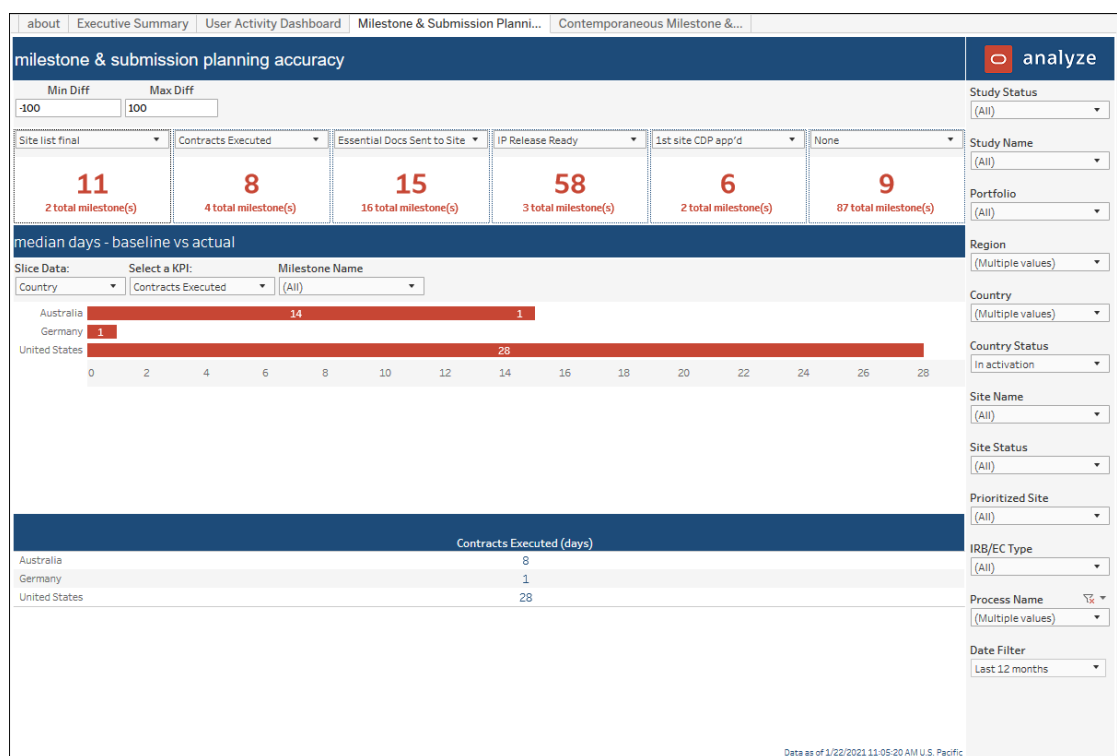 about Executive Summary User Activity Dashboard Milestone & Submission Planni... Contemporaneous Milestone &...
milestone & submission planning accuracy
analyze
Min Diff Max Diff
-100 100
Site list final Contracts Executed Essential Docs Sent to Site IP Release Ready 1st site CDP app'd None
11 8 15 58 6 9
2 total milestone(s) 4 total milestone(s) 16 total milestone(s) 3 total milestone(s) 2 total milestone(s) 87 total milestone(s)
median days - baseline vs actual
Slice Data: Select a KPI: Milestone Name
Country Contracts Executed (All)
Australia 14 1
Germany 1
United States 28
0 2 4 6 8 10 12 14 16 18 20 22 24 26 28
Contracts Executed (days)
Australia 8
Germany 1
United States 28
Study Status
(All)
Study Name
(All)
Portfolio
(All)
Region
(Multiple values)
Country
(Multiple values)
Country Status
In activation
Site Name
(All)
Site Status
(All)
Prioritized Site
(All)
IRB/EC Type
(All)
Process Name
(Multiple values)
Date Filter
Last 12 months
Data as of 1/22/2021 11:05:20 AM U.S. Pacific